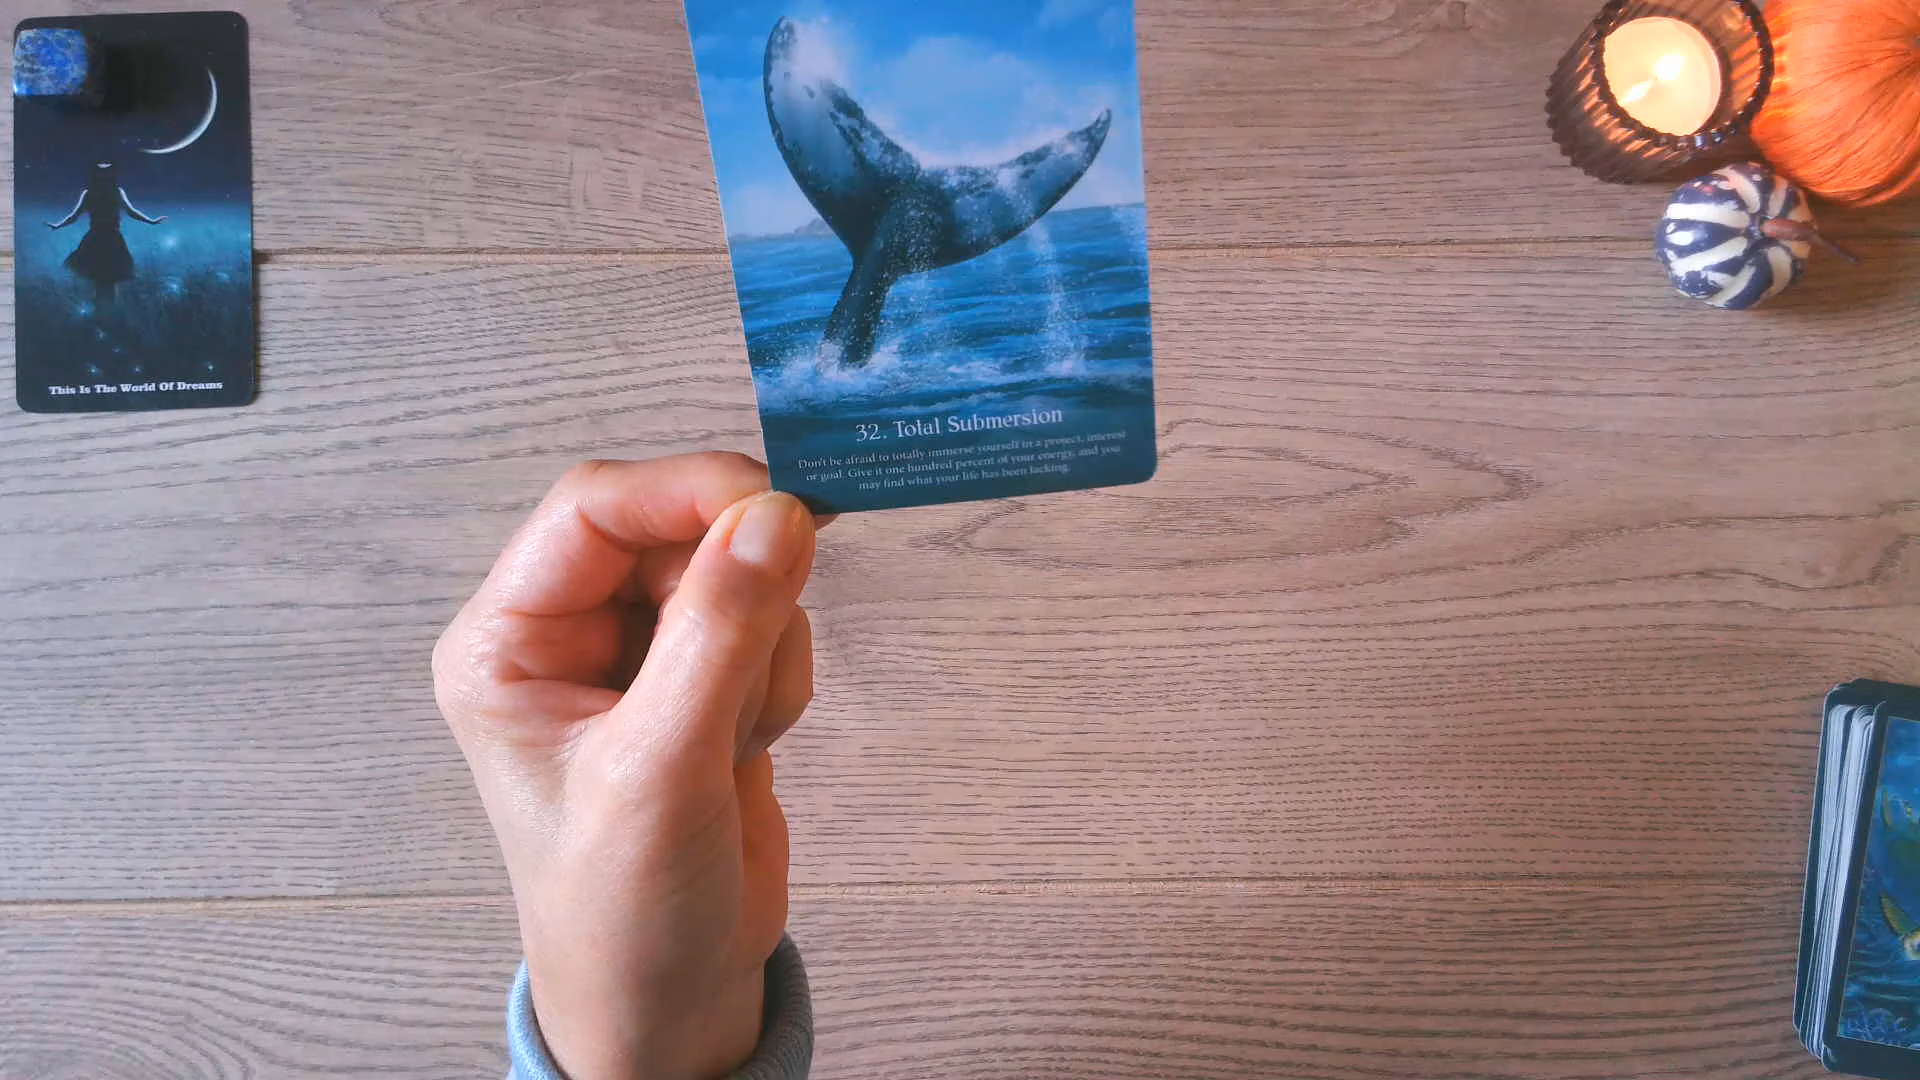 This Is The World Of Dreams
32. Total Submersion
Don't be afraid to totally immerse yourself in a project, interest
or goal. Give it one hundred percent of your energy, and you
may find what your life has been lacking.